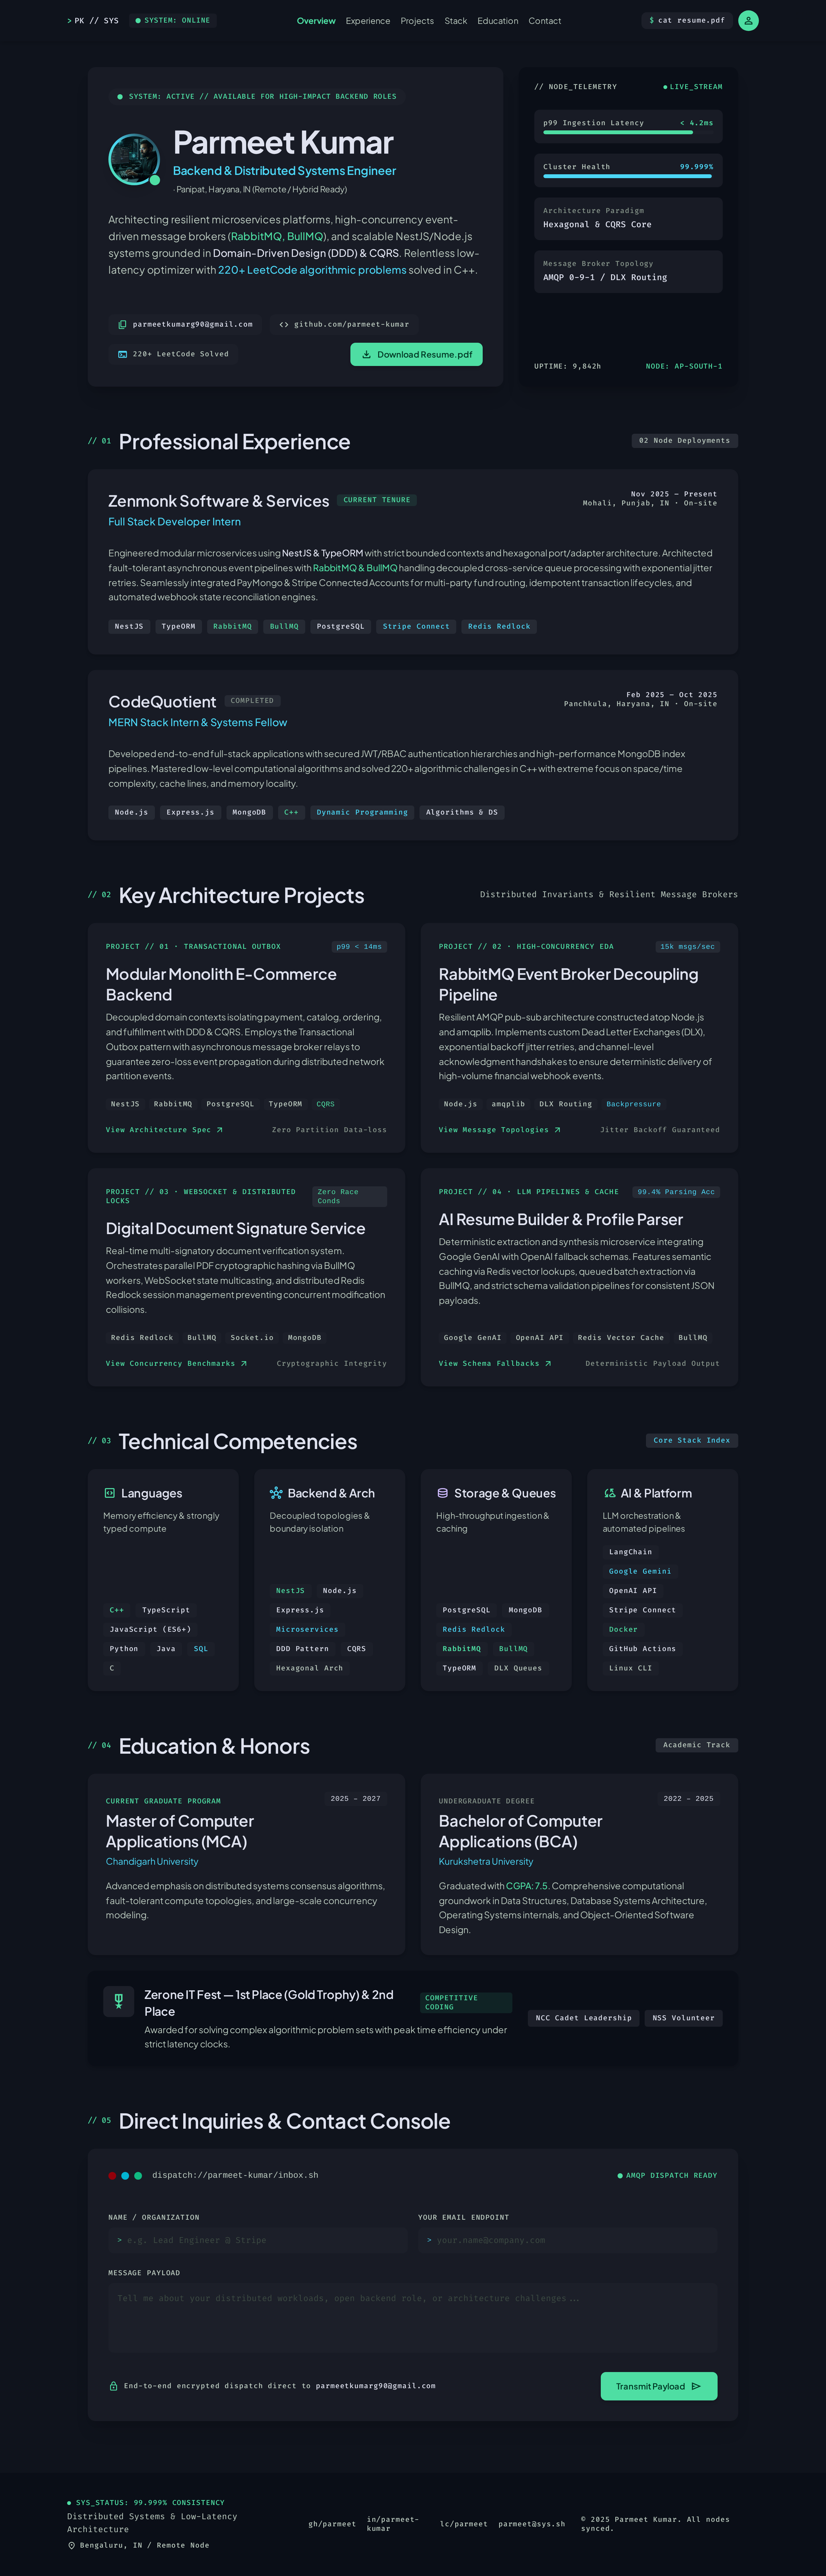 > PK // SYS
SYSTEM: ONLINE
Overview Experience Projects Stack Education Contact
$ cat resume.pdf
SYSTEM: ACTIVE // AVAILABLE FOR HIGH-IMPACT BACKEND ROLES
Parmeet Kumar
Backend & Distributed Systems Engineer
· Panipat, Haryana, IN (Remote / Hybrid Ready)
Architecting resilient microservices platforms, high-concurrency event-
driven message brokers (RabbitMQ, BullMQ), and scalable NestJS/Node.js
systems grounded in Domain-Driven Design (DDD) & CQRS. Relentless low-
latency optimizer with 220+ LeetCode algorithmic problems solved in C++.
parmeetkumarg90@gmail.com
github.com/parmeet-kumar
220+ LeetCode Solved
Download Resume.pdf
// NODE_TELEMETRY
LIVE_STREAM
p99 Ingestion Latency
< 4.2ms
Cluster Health
99.999%
Architecture Paradigm
Hexagonal & CQRS Core
Message Broker Topology
AMQP 0-9-1 / DLX Routing
UPTIME: 9,842h
NODE: AP-SOUTH-1
// 01
Professional Experience
02 Node Deployments
Zenmonk Software & Services
CURRENT TENURE
Nov 2025 – Present
Mohali, Punjab, IN · On-site
Full Stack Developer Intern
Engineered modular microservices using NestJS & TypeORM with strict bounded contexts and hexagonal port/adapter architecture. Architected
fault-tolerant asynchronous event pipelines with RabbitMQ & BullMQ handling decoupled cross-service queue processing with exponential jitter
retries. Seamlessly integrated PayMongo & Stripe Connected Accounts for multi-party fund routing, idempotent transaction lifecycles, and
automated webhook state reconciliation engines.
NestJS TypeORM RabbitMQ BullMQ PostgreSQL Stripe Connect Redis Redlock
CodeQuotient
COMPLETED
Feb 2025 – Oct 2025
Panchkula, Haryana, IN · On-site
MERN Stack Intern & Systems Fellow
Developed end-to-end full-stack applications with secured JWT/RBAC authentication hierarchies and high-performance MongoDB index
pipelines. Mastered low-level computational algorithms and solved 220+ algorithmic challenges in C++ with extreme focus on space/time
complexity, cache lines, and memory locality.
Node.js Express.js MongoDB C++ Dynamic Programming Algorithms & DS
// 02
Key Architecture Projects
Distributed Invariants & Resilient Message Brokers
PROJECT // 01 · TRANSACTIONAL OUTBOX
p99 < 14ms
Modular Monolith E-Commerce
Backend
Decoupled domain contexts isolating payment, catalog, ordering,
and fulfillment with DDD & CQRS. Employs the Transactional
Outbox pattern with asynchronous message broker relays to
guarantee zero-loss event propagation during distributed network
partition events.
NestJS RabbitMQ PostgreSQL TypeORM CQRS
View Architecture Spec
Zero Partition Data-loss
PROJECT // 02 · HIGH-CONCURRENCY EDA
15k msgs/sec
RabbitMQ Event Broker Decoupling
Pipeline
Resilient AMQP pub-sub architecture constructed atop Node.js
and amqplib. Implements custom Dead Letter Exchanges (DLX),
exponential backoff jitter retries, and channel-level
acknowledgment handshakes to ensure deterministic delivery of
high-volume financial webhook events.
Node.js amqplib DLX Routing Backpressure
View Message Topologies
Jitter Backoff Guaranteed
PROJECT // 03 · WEBSOCKET & DISTRIBUTED
LOCKS
Zero Race
Conds
Digital Document Signature Service
Real-time multi-signatory document verification system.
Orchestrates parallel PDF cryptographic hashing via BullMQ
workers, WebSocket state multicasting, and distributed Redis
Redlock session management preventing concurrent modification
collisions.
Redis Redlock BullMQ Socket.io MongoDB
View Concurrency Benchmarks
Cryptographic Integrity
PROJECT // 04 · LLM PIPELINES & CACHE
99.4% Parsing Acc
AI Resume Builder & Profile Parser
Deterministic extraction and synthesis microservice integrating
Google GenAI with OpenAI fallback schemas. Features semantic
caching via Redis vector lookups, queued batch extraction via
BullMQ, and strict schema validation pipelines for consistent JSON
payloads.
Google GenAI OpenAI API Redis Vector Cache BullMQ
View Schema Fallbacks
Deterministic Payload Output
// 03
Technical Competencies
Core Stack Index
Languages
Memory efficiency & strongly
typed compute
C++ TypeScript
JavaScript (ES6+)
Python Java SQL
C
Backend & Arch
Decoupled topologies &
boundary isolation
NestJS Node.js
Express.js
Microservices
DDD Pattern CQRS
Hexagonal Arch
Storage & Queues
High-throughput ingestion &
caching
PostgreSQL MongoDB
Redis Redlock
RabbitMQ BullMQ
TypeORM DLX Queues
AI & Platform
LLM orchestration &
automated pipelines
LangChain
Google Gemini
OpenAI API
Stripe Connect
Docker
GitHub Actions
Linux CLI
// 04
Education & Honors
Academic Track
CURRENT GRADUATE PROGRAM
2025 – 2027
Master of Computer
Applications (MCA)
Chandigarh University
Advanced emphasis on distributed systems consensus algorithms,
fault-tolerant compute topologies, and large-scale concurrency
modeling.
UNDERGRADUATE DEGREE
2022 – 2025
Bachelor of Computer
Applications (BCA)
Kurukshetra University
Graduated with CGPA: 7.5. Comprehensive computational
groundwork in Data Structures, Database Systems Architecture,
Operating Systems internals, and Object-Oriented Software
Design.
Zerone IT Fest — 1st Place (Gold Trophy) & 2nd
Place
COMPETITIVE
CODING
Awarded for solving complex algorithmic problem sets with peak time efficiency under
strict latency clocks.
NCC Cadet Leadership
NSS Volunteer
// 05
Direct Inquiries & Contact Console
dispatch://parmeet-kumar/inbox.sh
AMQP DISPATCH READY
NAME / ORGANIZATION
> e.g. Lead Engineer @ Stripe
YOUR EMAIL ENDPOINT
> your.name@company.com
MESSAGE PAYLOAD
Tell me about your distributed workloads, open backend role, or architecture challenges...
End-to-end encrypted dispatch direct to parmeetkumarg90@gmail.com
Transmit Payload
SYS_STATUS: 99.999% CONSISTENCY
Distributed Systems & Low-Latency
Architecture
Bengaluru, IN / Remote Node
gh/parmeet
in/parmeet-
kumar
lc/parmeet
parmeet@sys.sh
© 2025 Parmeet Kumar. All nodes
synced.